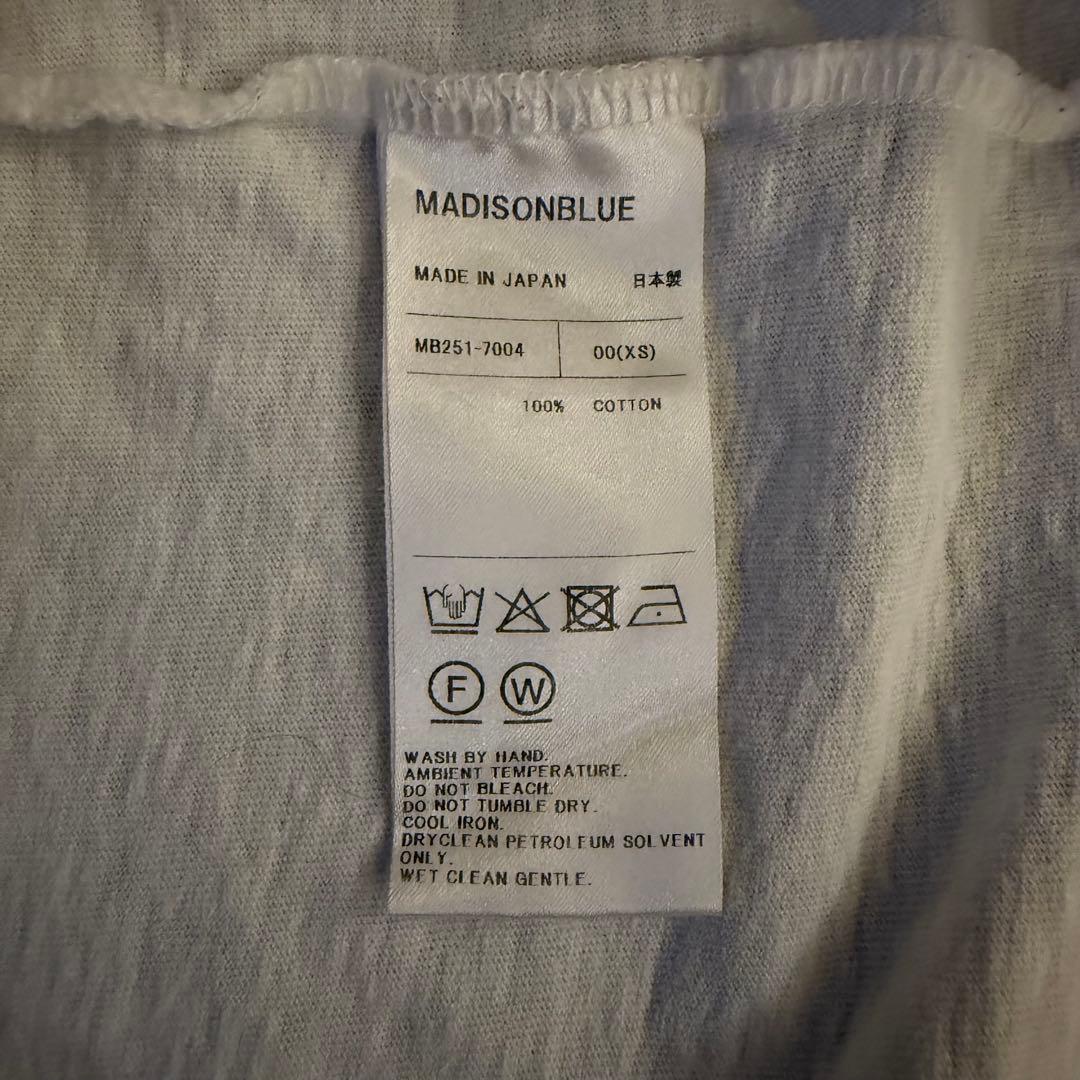 MADISONBLUE
MADE IN JAPAN 日本製
MB251-7004 00(XS)
100% COTTON
F W
WASH BY HAND.
AMBIENT TEMPERATURE.
DO NOT BLEACH.
DO NOT TUMBLE DRY.
COOL IRON.
DRYCLEAN PETROLEUM SOLVENT
ONLY.
WET CLEAN GENTLE.